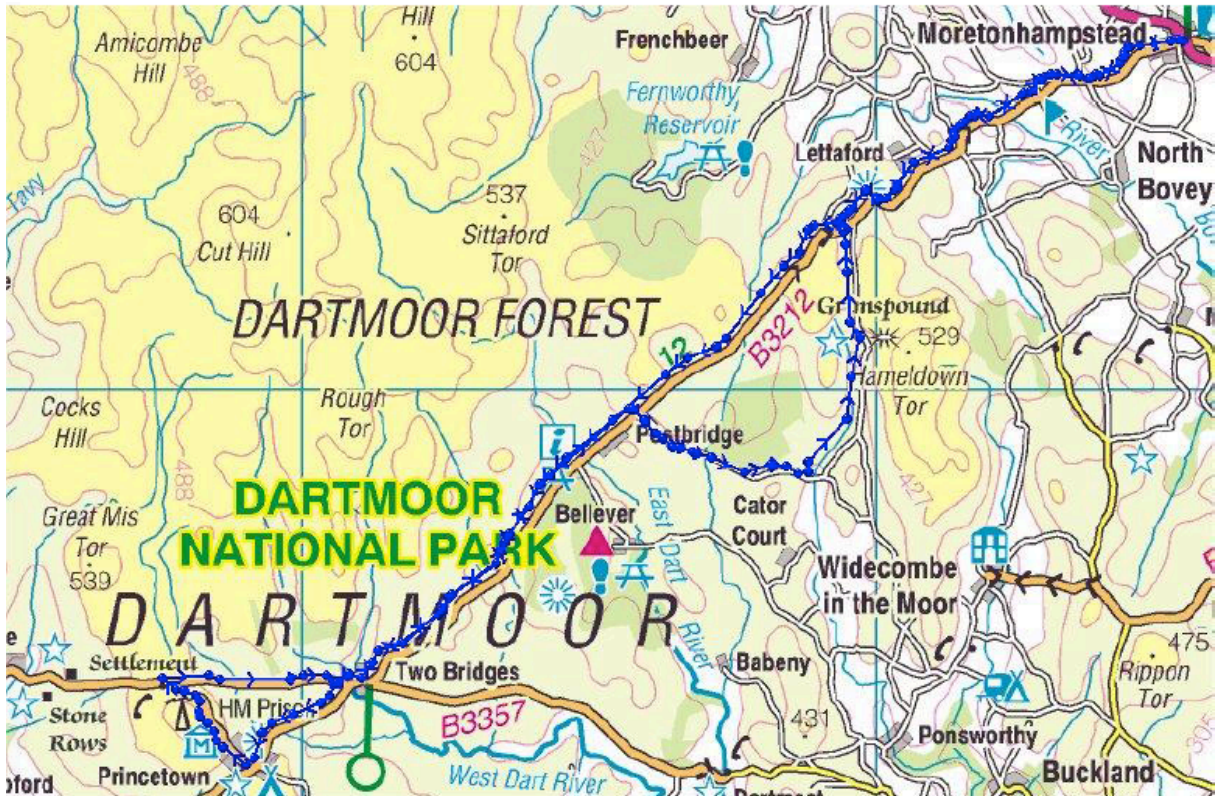 Hill
604
Amicombe
Hill
488
Frenchbeer
Moretonhampstead
Fernworthy
Reservoir
427
River
Lettaford
North
Bovey
Tavy
604
Cut Hill
537
Sittaford
Tor
DARTMOOR FOREST
Grimspound
529
B3212
12
Hameldown
Tor
Cocks
Hill
Rough
Tor
Postbridge
i
488
427
DARTMOOR
NATIONAL PARK
Great Mis
Tor
539
Bellever
East Dart
River
Cator
Court
Widecombe
in the Moor
DARTMOOR
475
Settlement
Two Bridges
Babeny
Rippon
Tor
Stone
Rows
HM Prison
M
B3357
431
Ponsworthy
305
Princetown
West Dart River
Buckland